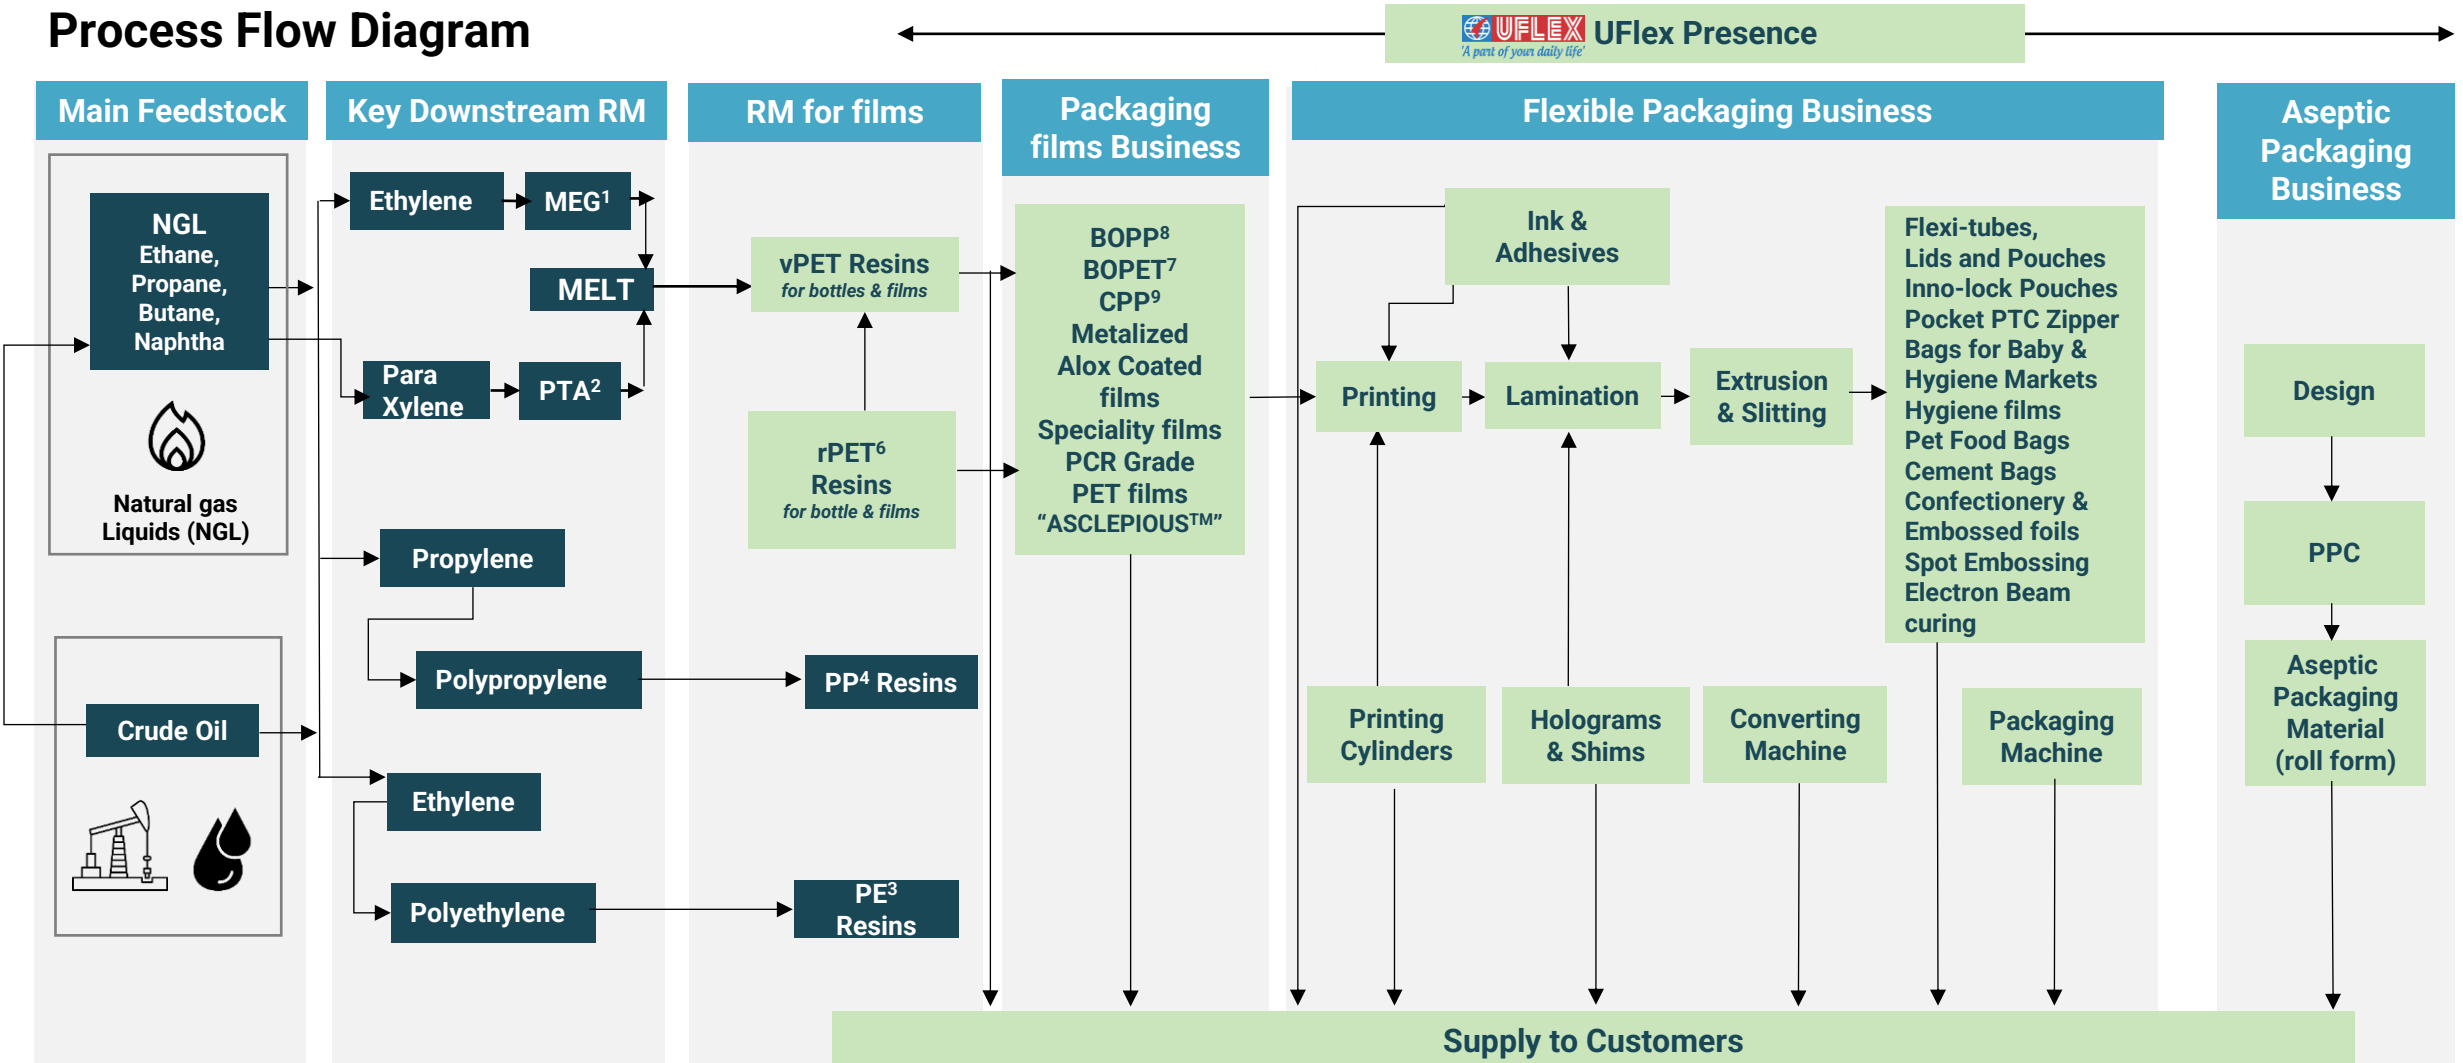 Process Flow Diagram
UFLEX
'A part of your daily life'
UFlex Presence
Main Feedstock
Key Downstream RM
RM for films
Packaging
films Business
Flexible Packaging Business
Aseptic
Packaging
Business
NGL
Ethane,
Propane,
Butane,
Naphtha
Natural gas
Liquids (NGL)
Crude Oil
Ethylene
MEG¹
MELT
Para
Xylene
PTA²
Propylene
Polypropylene
Ethylene
Polyethylene
vPET Resins
for bottles & films
rPET⁶
Resins
for bottle & films
PP⁴ Resins
PE³
Resins
BOPP⁸
BOPET⁷
CPP⁹
Metalized
Alox Coated
films
Speciality films
PCR Grade
PET films
“ASCLEPIOUS™”
Ink &
Adhesives
Printing
Lamination
Extrusion
& Slitting
Flexi-tubes,
Lids and Pouches
Inno-lock Pouches
Pocket PTC Zipper
Bags for Baby &
Hygiene Markets
Hygiene films
Pet Food Bags
Cement Bags
Confectionery &
Embossed foils
Spot Embossing
Electron Beam
curing
Printing
Cylinders
Holograms
& Shims
Converting
Machine
Packaging
Machine
Design
PPC
Aseptic
Packaging
Material
(roll form)
Supply to Customers